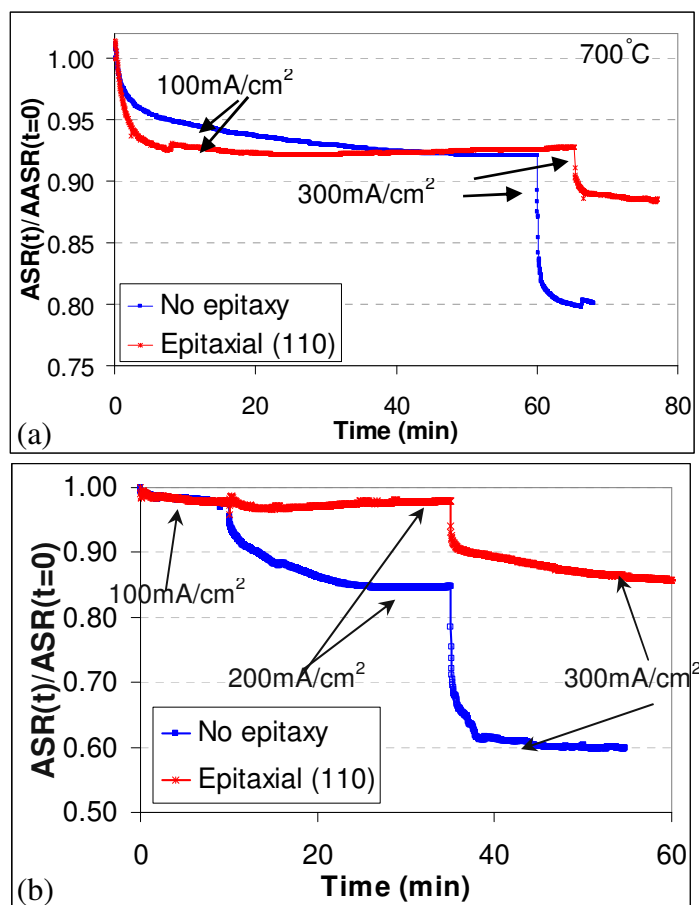 700°C
1.00
100mA/cm²
0.95
0.90
300mA/cm²
0.85
0.80
0.75
ASR(t)/AASR(t=0)
No epitaxy
Epitaxial (110)
0 20 40 60 80
Time (min)
(a)
1.00
0.90
100mA/cm²
0.80
0.70
200mA/cm²
300mA/cm²
0.60
0.50
ASR(t)/ASR(t=0)
No epitaxy
Epitaxial (110)
0 20 40 60
Time (min)
(b)